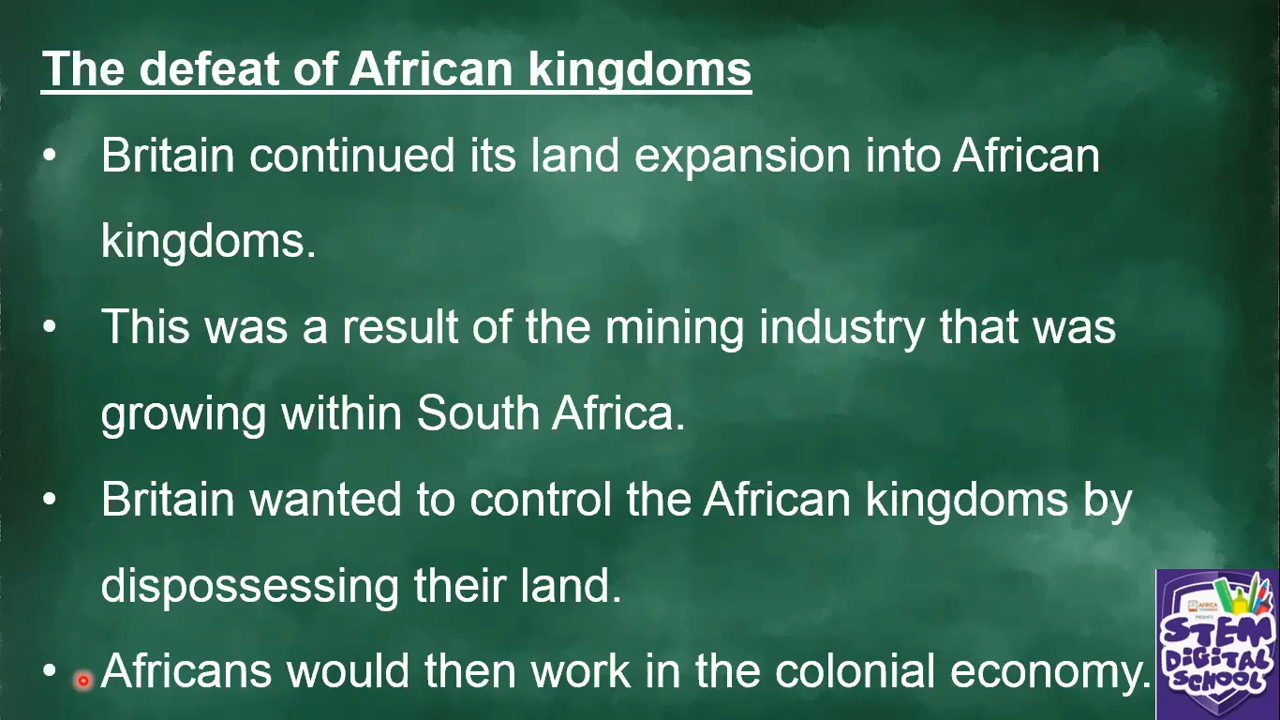 The defeat of African kingdoms
• Britain continued its land expansion into African
kingdoms.
• This was a result of the mining industry that was
growing within South Africa.
• Britain wanted to control the African kingdoms by
dispossessing their land.
• Africans would then work in the colonial economy.
AFRICA
STEM
DIGITAL
SCHOOL